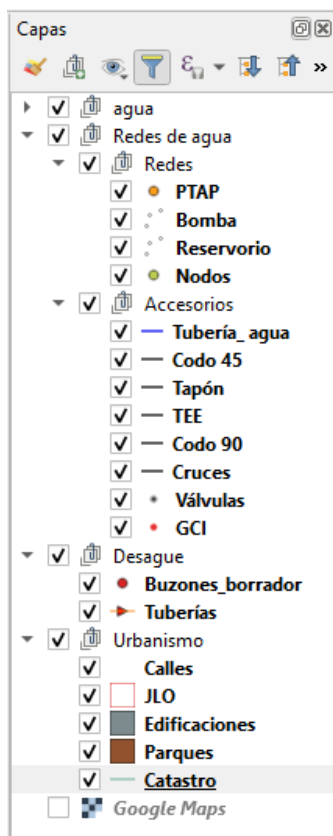 Capas
»
agua
Redes de agua
Redes
PTAP
Bomba
Reservorio
Nodos
Accesorios
Tubería_ agua
Codo 45
Tapón
TEE
Codo 90
Cruces
Válvulas
GCI
Desague
Buzones_borrador
Tuberías
Urbanismo
Calles
JLO
Edificaciones
Parques
Catastro
Google Maps